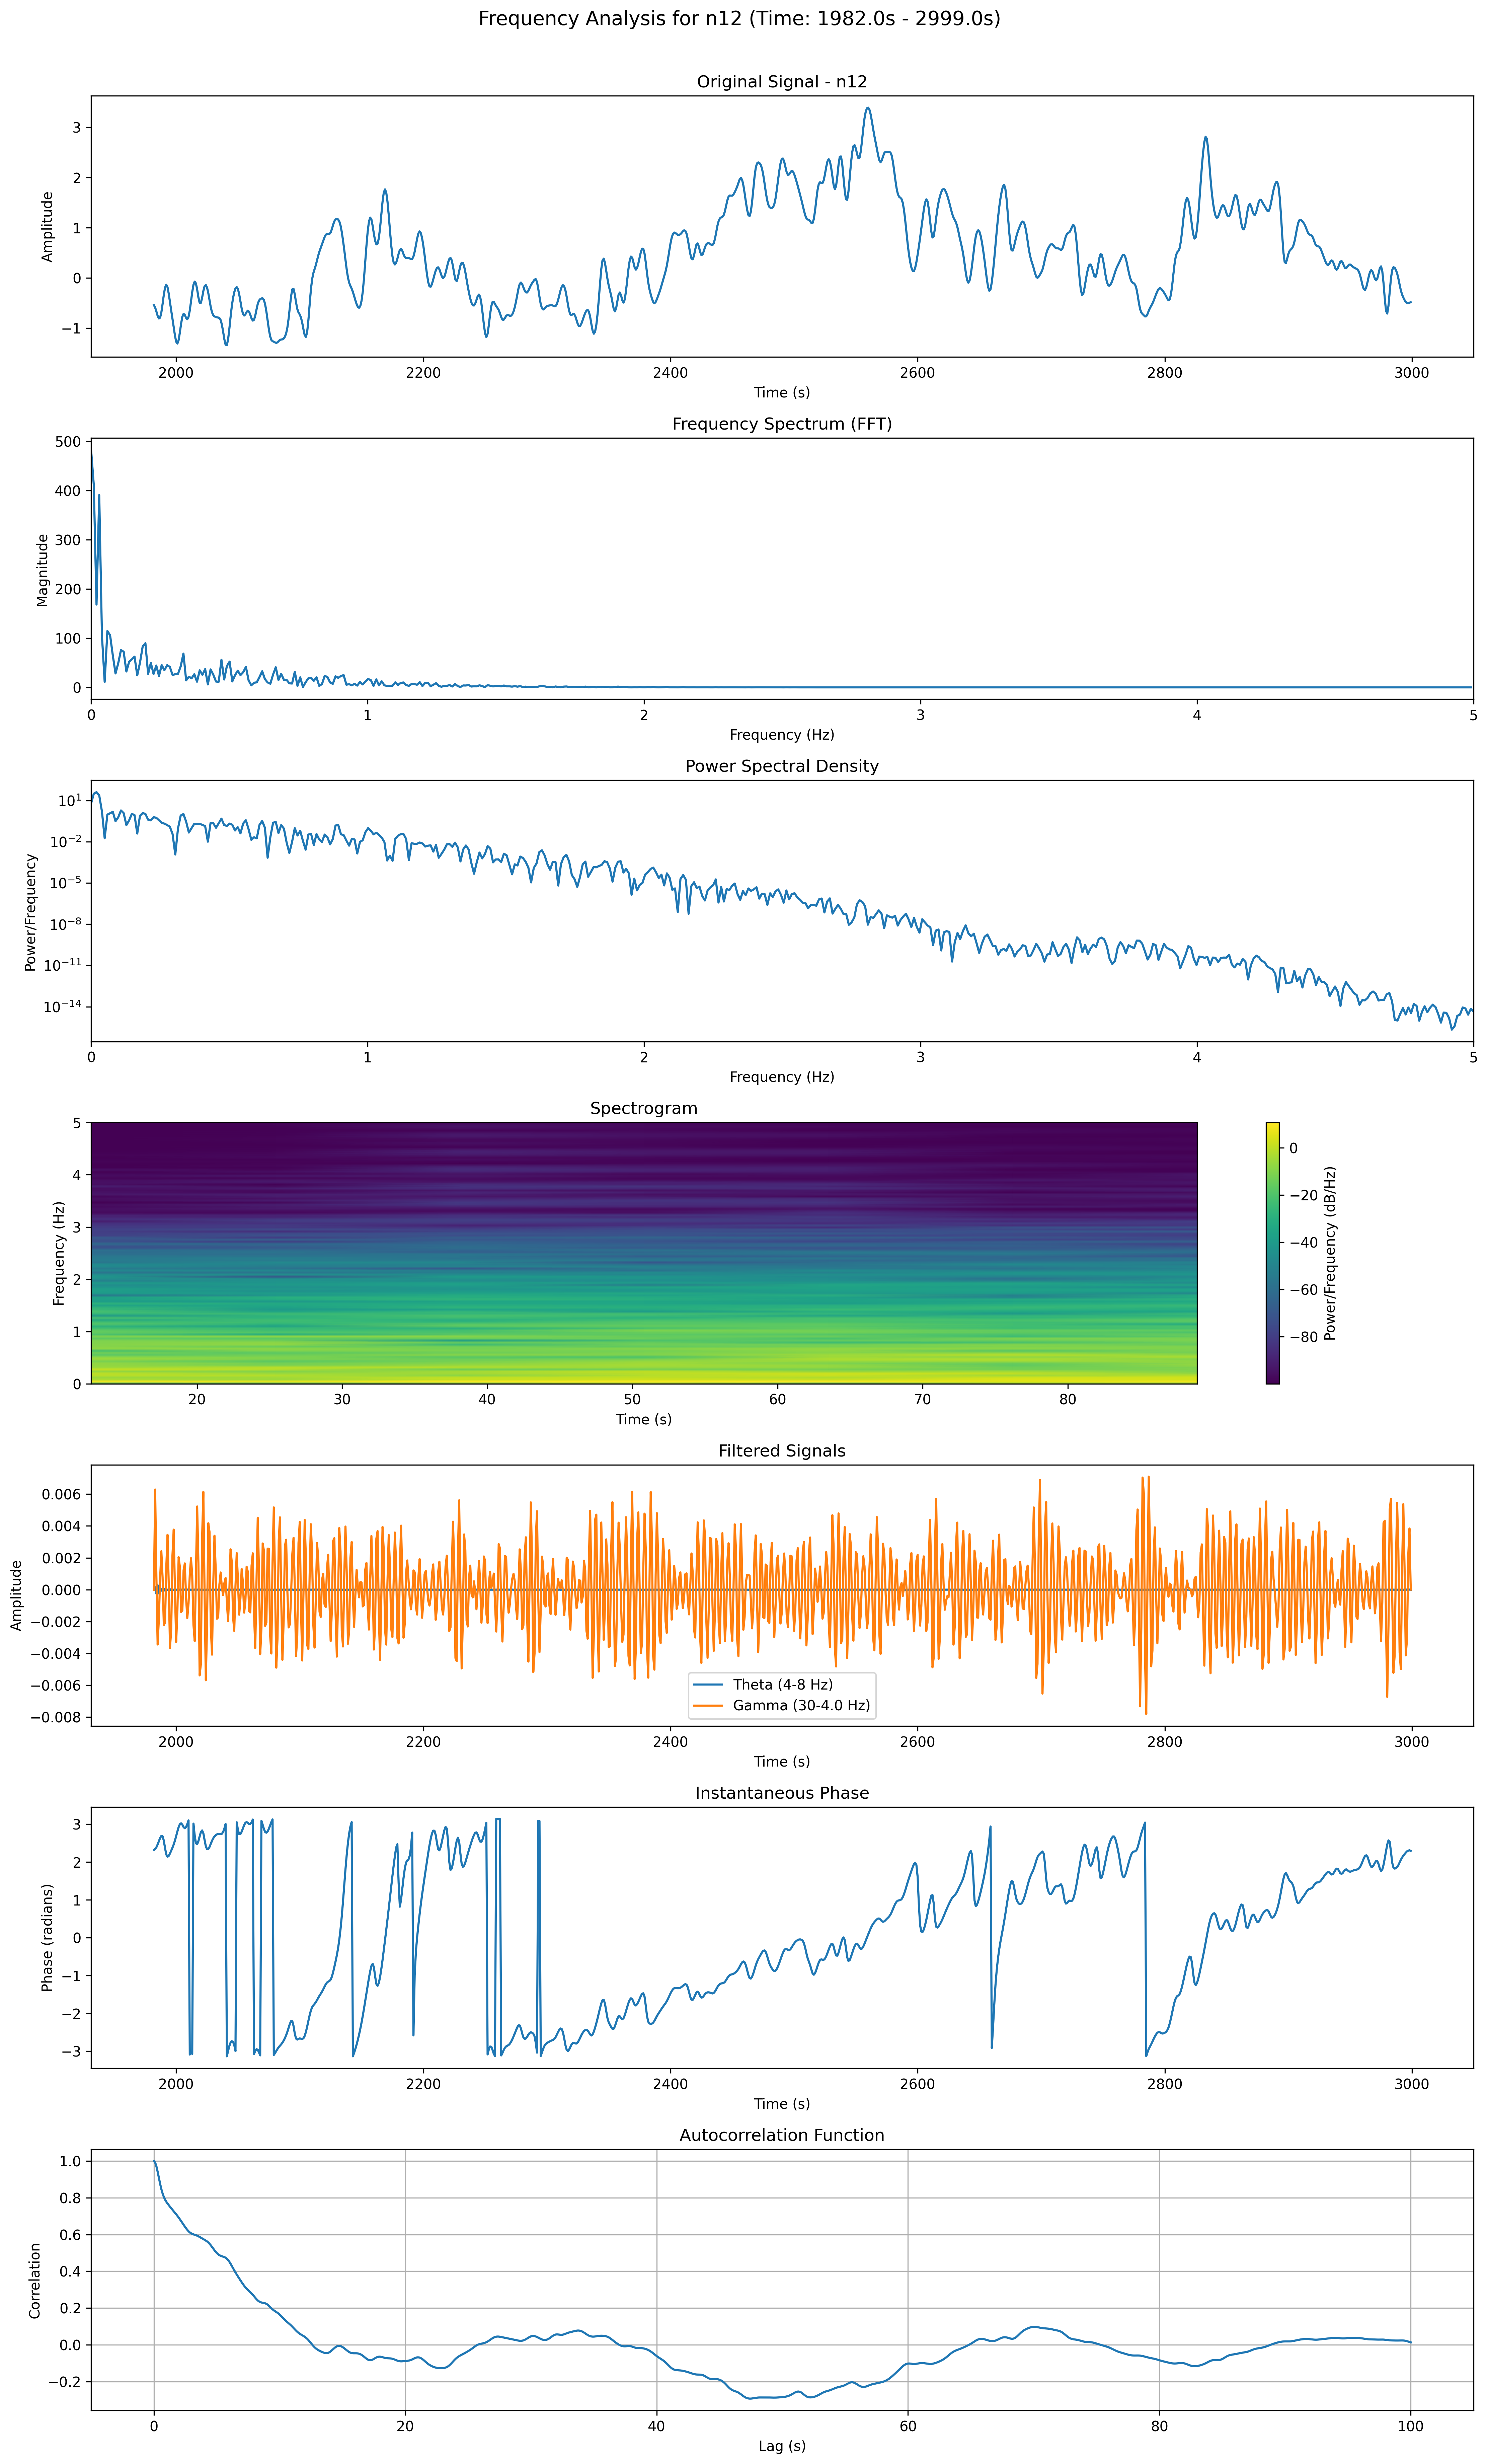 Frequency Analysis for n12 (Time: 1982.0s - 2999.0s)
Original Signal - n12
Amplitude
3
2
1
0
−1
2000 2200 2400 2600 2800 3000
Time (s)
Frequency Spectrum (FFT)
Magnitude
500
400
300
200
100
0
0 1 2 3 4 5
Frequency (Hz)
Power Spectral Density
Power/Frequency
10¹
10⁻²
10⁻⁵
10⁻⁸
10⁻¹¹
10⁻¹⁴
0 1 2 3 4 5
Frequency (Hz)
Spectrogram
Frequency (Hz)
5
4
3
2
1
0
20 30 40 50 60 70 80
Time (s)
0
−20
−40
−60
−80
Power/Frequency (dB/Hz)
Filtered Signals
Amplitude
0.006
0.004
0.002
0.000
−0.002
−0.004
−0.006
−0.008
Theta (4-8 Hz)
Gamma (30-4.0 Hz)
2000 2200 2400 2600 2800 3000
Time (s)
Instantaneous Phase
Phase (radians)
3
2
1
0
−1
−2
−3
2000 2200 2400 2600 2800 3000
Time (s)
Autocorrelation Function
Correlation
1.0
0.8
0.6
0.4
0.2
0.0
−0.2
0 20 40 60 80 100
Lag (s)